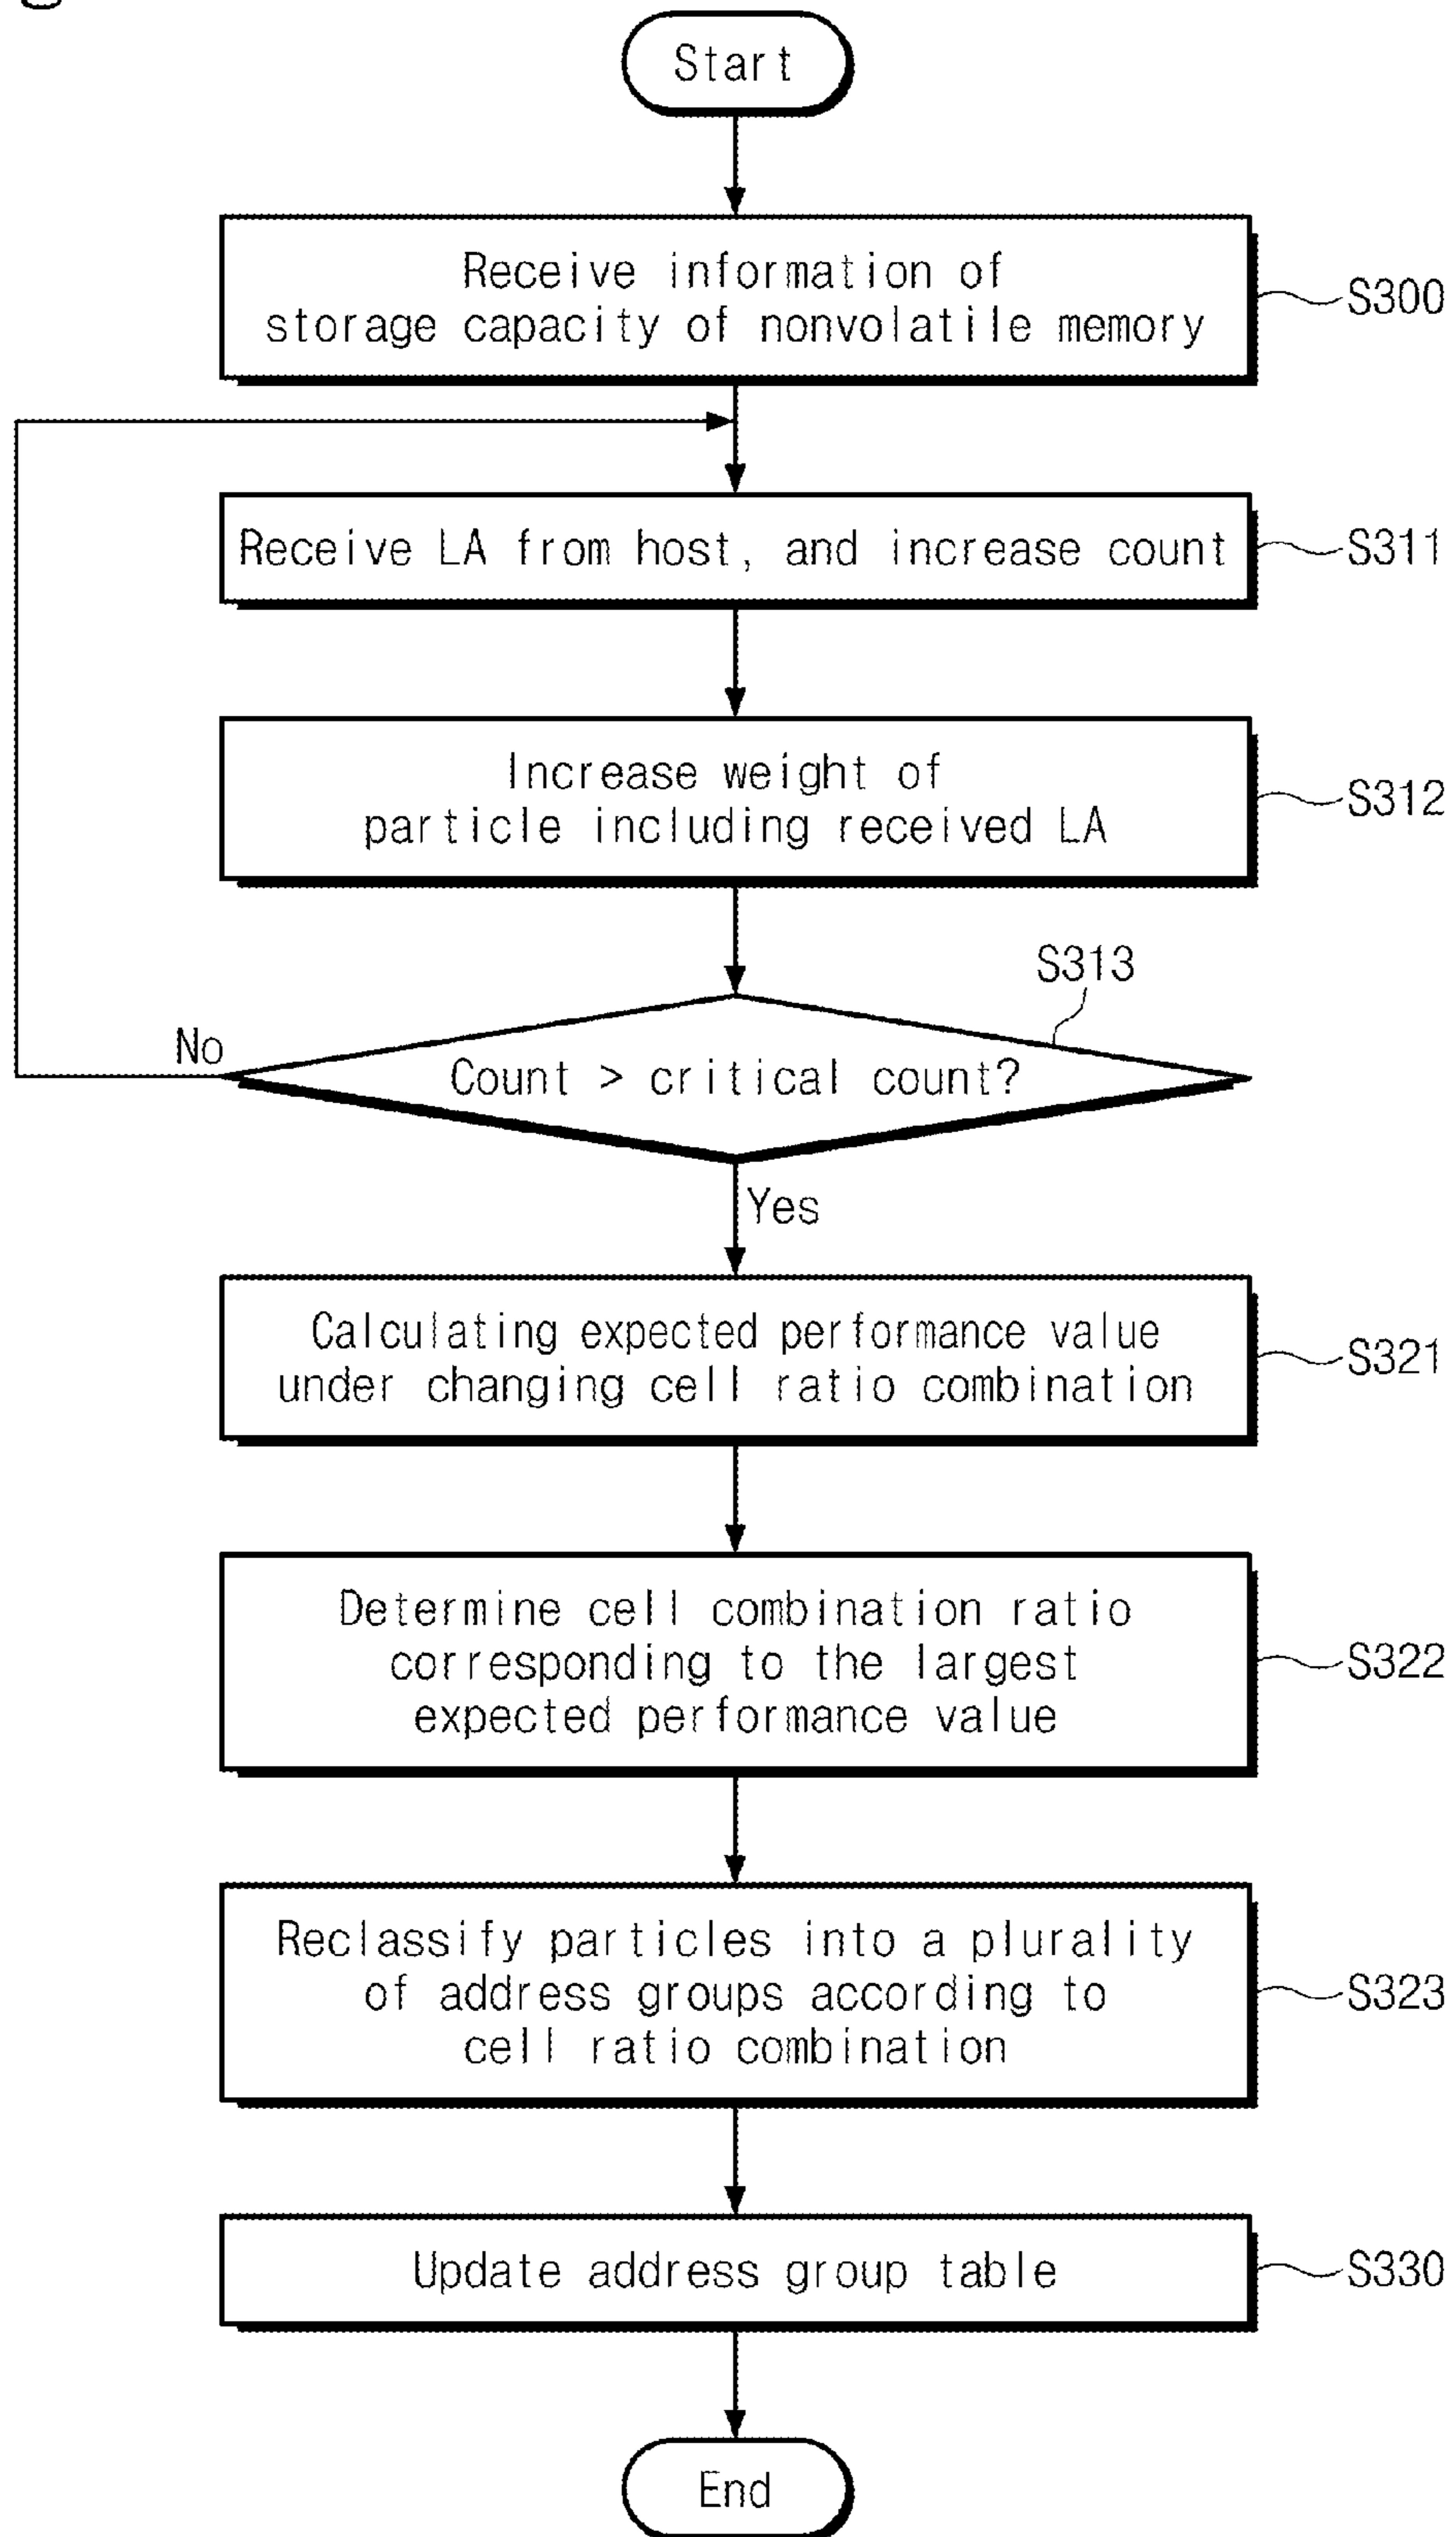 Start
Receive information of
storage capacity of nonvolatile memory
S300
Receive LA from host, and increase count
S311
Increase weight of
particle including received LA
S312
S313
No
Count > critical count?
Yes
Calculating expected performance value
under changing cell ratio combination
S321
Determine cell combination ratio
corresponding to the largest
expected performance value
S322
Reclassify particles into a plurality
of address groups according to
cell ratio combination
S323
Update address group table
S330
End